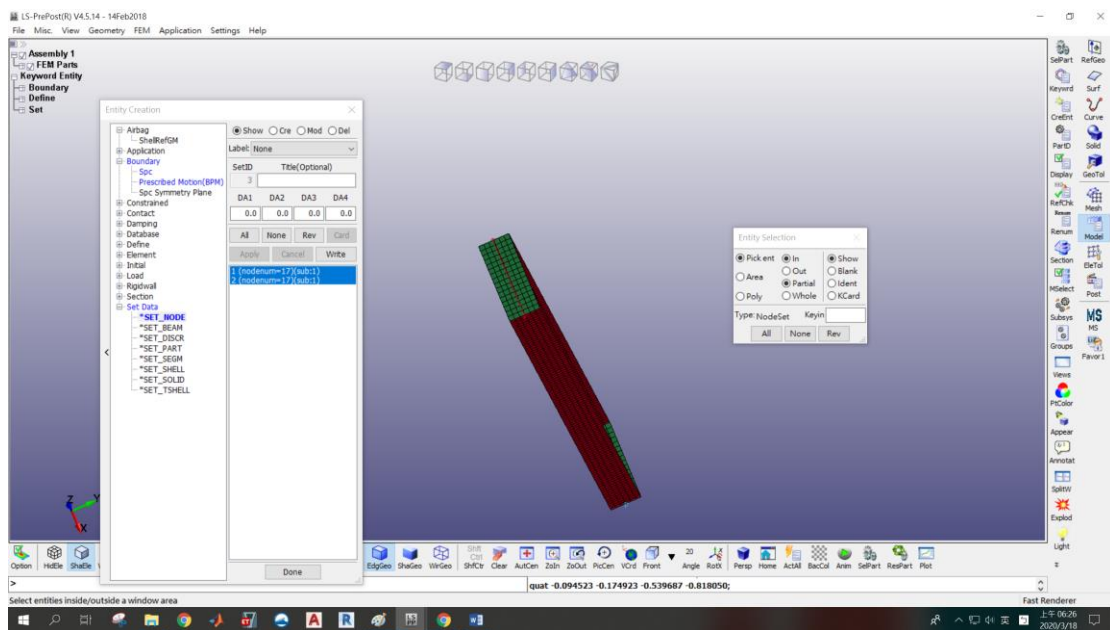 LS-PrePost(R) V4.5.14 - 14Feb2018
File Misc. View Geometry FEM Application Settings Help
Assembly 1
FEM Parts
Keyword Entity
Boundary
Define
Set
Entity Creation
Airbag
ShellRefGM
Application
Boundary
Spc
Prescribed Motion(BPM)
Spc Symmetry Plane
Constrained
Contact
Damping
Database
Define
Element
Initial
Load
Rigidwall
Section
Set Data
*SET_NODE
*SET_BEAM
*SET_DISCR
*SET_PART
*SET_SEGM
*SET_SHELL
*SET_SOLID
*SET_TSHELL
Show Cre Mod Del
Label: None
SetID Title(Optional)
3
DA1 DA2 DA3 DA4
0.0 0.0 0.0 0.0
All None Rev Card
Apply Cancel Write
1 (nodenum=17)(sub:1)
2 (nodenum=17)(sub:1)
Done
Entity Selection
Pick ent In Show
Area Out Blank
Partial Ident
Poly Whole KCard
Type: NodeSet Keyin
All None Rev
SelPart RefGeo
Keywrd Surf
CreEnt Curve
PartD Solid
Display GeoTol
RefChk Mesh
Renum Model
Section EleTol
MSelect Post
Subsys MS
MS
Groups Favor1
Views
PtColor
Appear
Annotat
SplitW
Explod
Light
Option HidEle ShaEle
EdgGeo ShaGeo WirGeo ShfCtr Clear AutCen ZoIn ZoOut PicCen VCrd Front 20 Angle RotX Persp Home ActAll BacCol Anim SelPart ResPart Plot
>
quat -0.094523 -0.174923 -0.539687 -0.818050;
Select entities inside/outside a window area
Fast Renderer
英
上午 06:26
2020/3/18